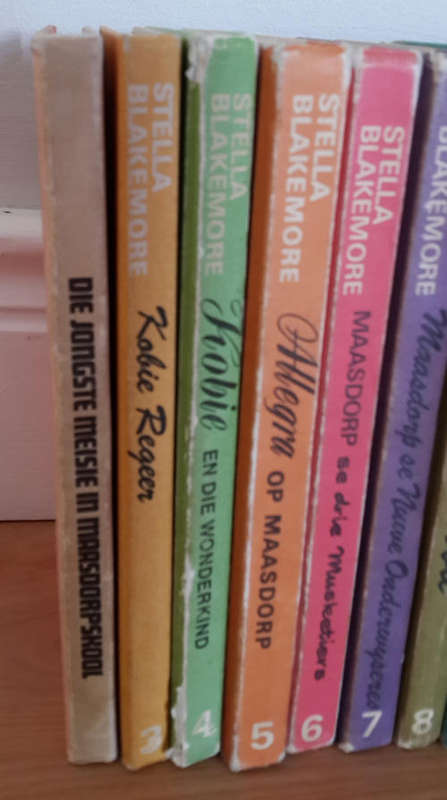 DIE JONGSTE MEISIE IN MAASDORPSKOOL
STELLA
BLAKEMORE
Kobie Regeer
3
STELLA
BLAKEMORE
Kobie
EN DIE WONDERKIND
4
STELLA
BLAKEMORE
Allegra
OP MAASDORP
5
STELLA
BLAKEMORE
MAASDORP se drie Musketiers
6
BLAKEMORE
Maasdorp se Nuwe Onderwyseres
7
8